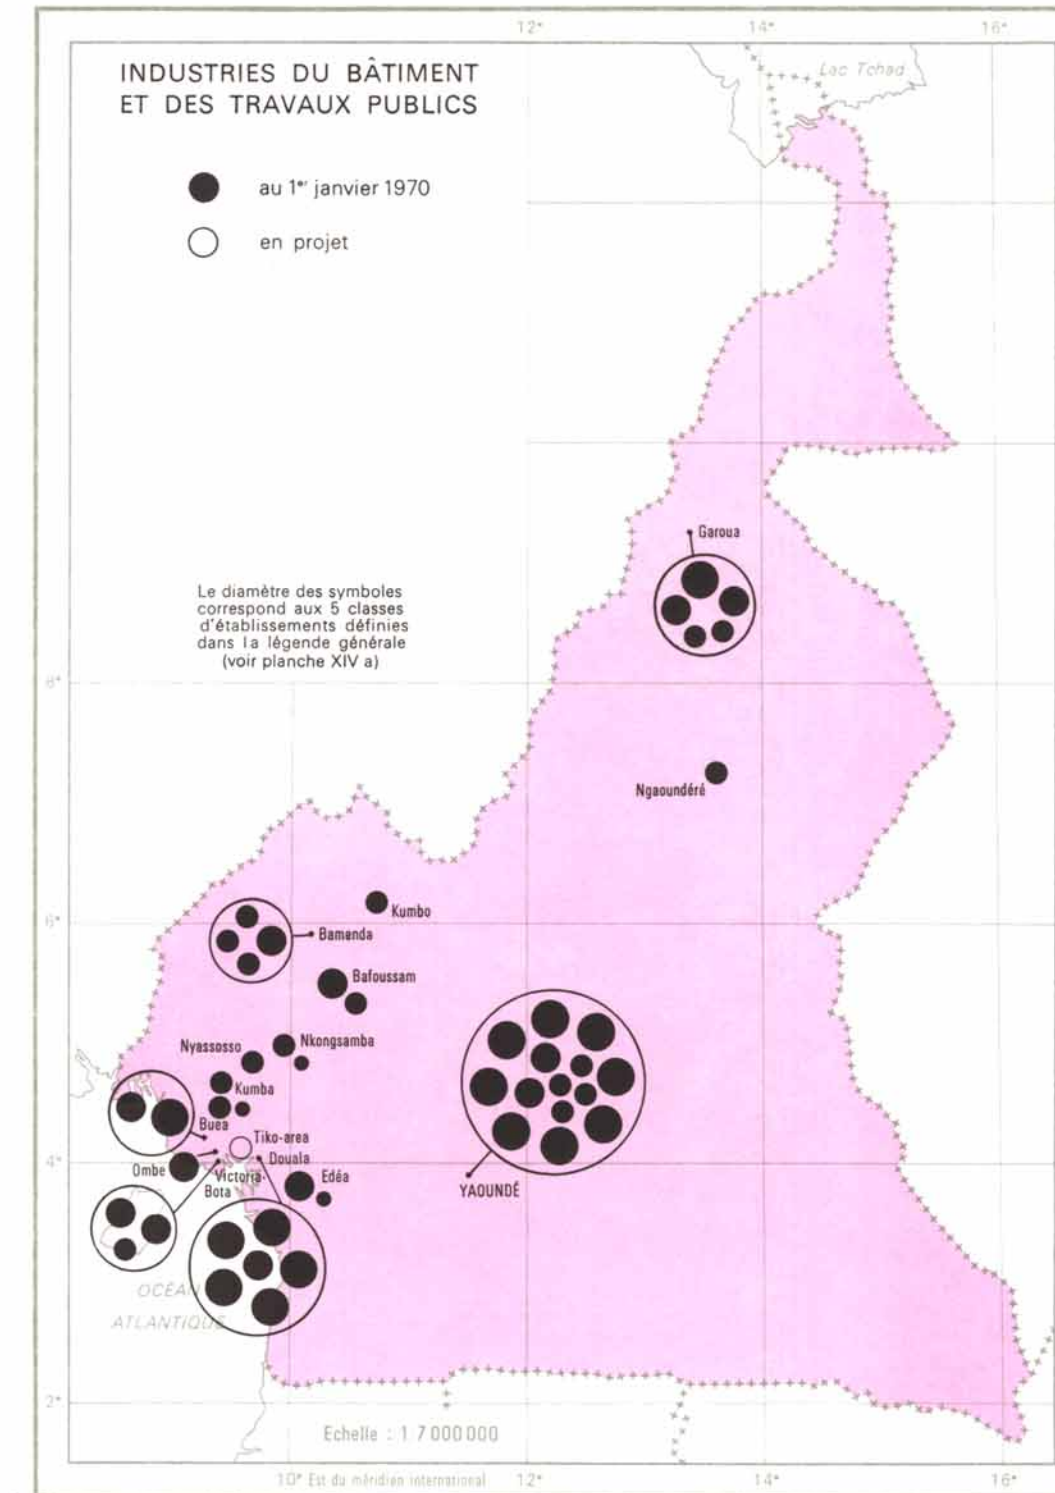 12°
14°
16°
Lac Tchad
INDUSTRIES DU BÂTIMENT
ET DES TRAVAUX PUBLICS
au 1er janvier 1970
en projet
Garoua
Le diamètre des symboles
correspond aux 5 classes
d'établissements définies
dans la légende générale
(voir planche XIV a)
8°
Ngaoundéré
Kumbo
6°
Bamenda
Bafoussam
Nkongsamba
Nyassosso
Kumba
Buea
Tiko-area
Douala
4°
Ombe
Victoria-
Bota
Edéa
YAOUNDÉ
OCÉAN
ATLANTIQUE
2°
Echelle : 1 7 000 000
10° Est du méridien international
12°
14°
16°